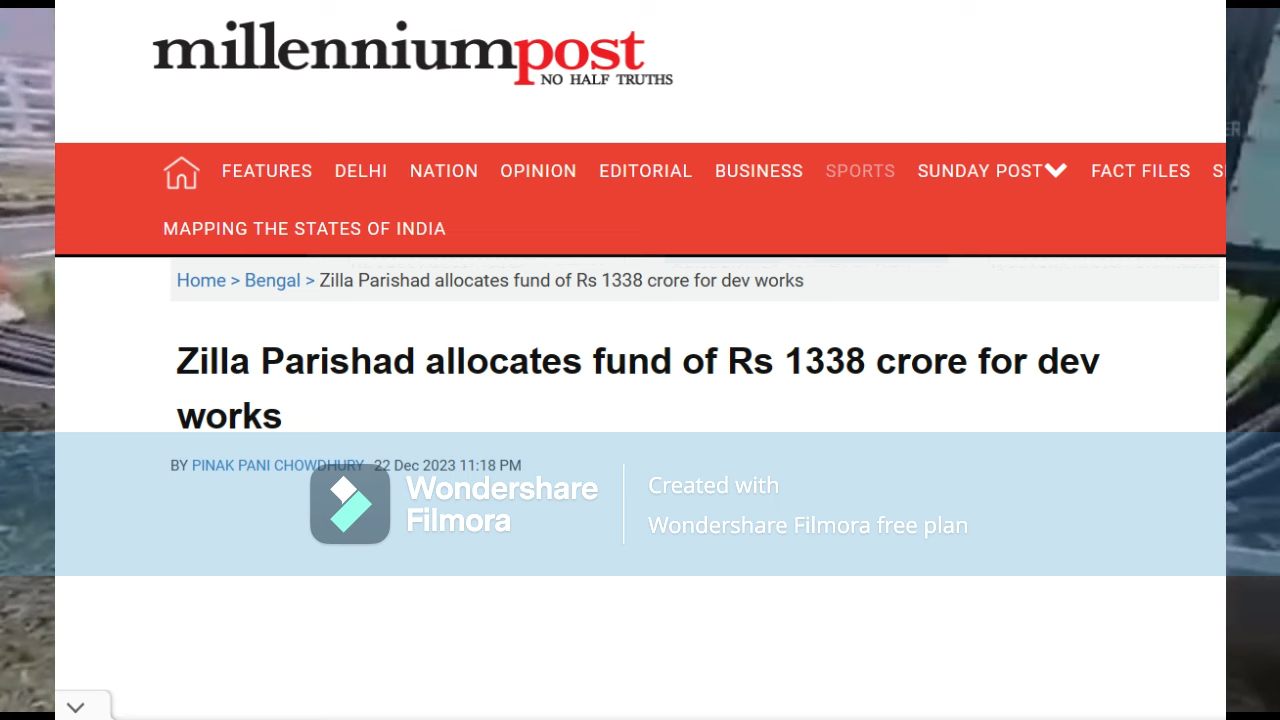 millenniumpost
NO HALF TRUTHS
FEATURES DELHI NATION OPINION EDITORIAL BUSINESS SPORTS SUNDAY POST FACT FILES S
MAPPING THE STATES OF INDIA
Home > Bengal > Zilla Parishad allocates fund of Rs 1338 crore for dev works
Zilla Parishad allocates fund of Rs 1338 crore for dev
works
BY PINAK PANI CHOWDHURY 22 Dec 2023 11:18 PM
Wondershare
Filmora
Created with
Wondershare Filmora free plan